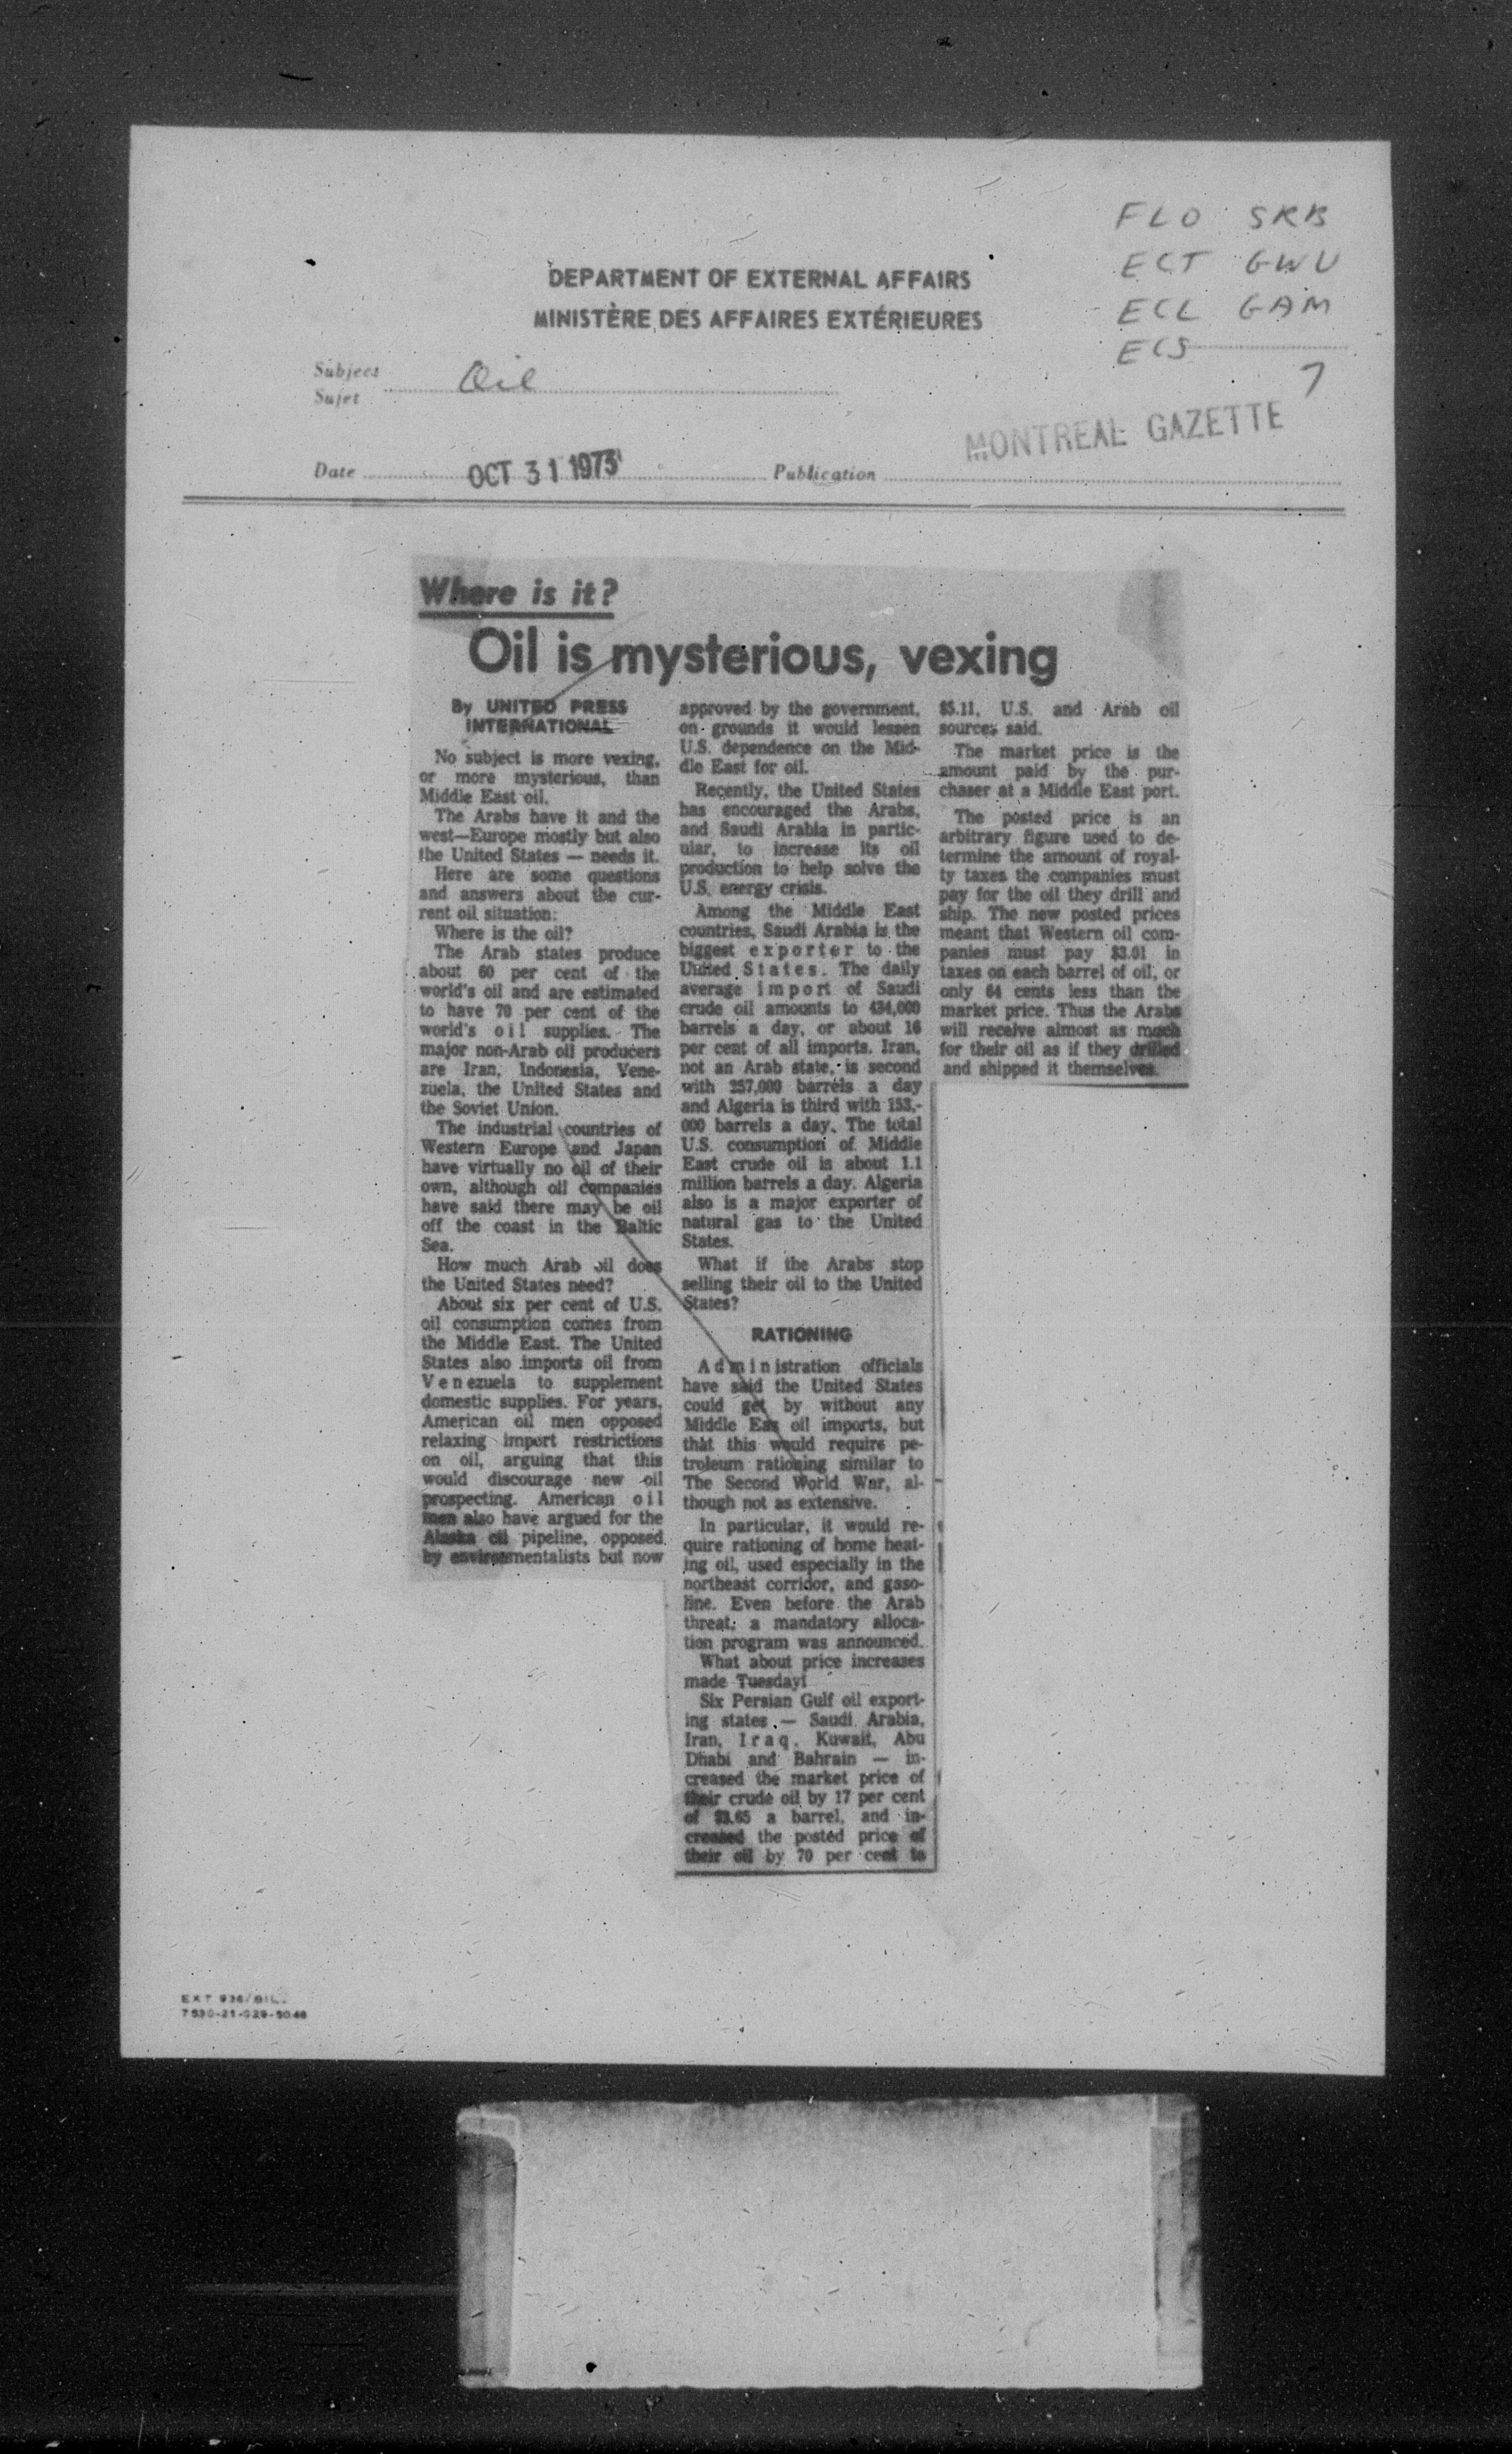 FLO SRB
ECT GWU
ECL GAM
ECS
7
DEPARTMENT OF EXTERNAL AFFAIRS
MINISTÈRE DES AFFAIRES EXTÉRIEURES
Subject
Sujet
Oil
MONTREAL GAZETTE
Date
OCT 31 1973
Publication
Where is it?
Oil is mysterious, vexing
By UNITED PRESS
INTERNATIONAL
No subject is more vexing,
or more mysterious, than
Middle East oil.
The Arabs have it and the
west—Europe mostly but also
the United States — needs it.
Here are some questions
and answers about the cur-
rent oil situation:
Where is the oil?
The Arab states produce
about 60 per cent of the
world's oil and are estimated
to have 70 per cent of the
world's oil supplies. The
major non-Arab oil producers
are Iran, Indonesia, Vene-
zuela, the United States and
the Soviet Union.
The industrial countries of
Western Europe and Japan
have virtually no oil of their
own, although oil companies
have said there may be oil
off the coast in the Baltic
Sea.
How much Arab oil does
the United States need?
About six per cent of U.S.
oil consumption comes from
the Middle East. The United
States also imports oil from
Venezuela to supplement
domestic supplies. For years,
American oil men opposed
relaxing import restrictions
on oil, arguing that this
would discourage new oil
prospecting. American oil
men also have argued for the
Alaska oil pipeline, opposed
by environmentalists but now
approved by the government,
on grounds it would lessen
U.S. dependence on the Mid-
dle East for oil.
Recently, the United States
has encouraged the Arabs,
and Saudi Arabia in partic-
ular, to increase its oil
production to help solve the
U.S. energy crisis.
Among the Middle East
countries, Saudi Arabia is the
biggest exporter to the
United States. The daily
average import of Saudi
crude oil amounts to 434,000
barrels a day, or about 16
per cent of all imports. Iran,
not an Arab state, is second
with 257,000 barrels a day
and Algeria is third with 153,-
000 barrels a day. The total
U.S. consumption of Middle
East crude oil is about 1.1
million barrels a day. Algeria
also is a major exporter of
natural gas to the United
States.
What if the Arabs stop
selling their oil to the United
States?
RATIONING
Administration officials
have said the United States
could get by without any
Middle Eas oil imports, but
that this would require pe-
troleum rationing similar to
The Second World War, al-
though not as extensive.
In particular, it would re-
quire rationing of home heat-
ing oil, used especially in the
northeast corridor, and gaso-
line. Even before the Arab
threat; a mandatory alloca-
tion program was announced.
What about price increases
made Tuesday!
Six Persian Gulf oil export-
ing states — Saudi Arabia,
Iran, Iraq, Kuwait, Abu
Dhabi and Bahrain — in-
creased the market price of
their crude oil by 17 per cent
of $3.65 a barrel, and in-
creased the posted price of
their oil by 70 per cent to
$5.11, U.S. and Arab oil
sources said.
The market price is the
amount paid by the pur-
chaser at a Middle East port.
The posted price is an
arbitrary figure used to de-
termine the amount of royal-
ty taxes the companies must
pay for the oil they drill and
ship. The new posted prices
meant that Western oil com-
panies must pay $3.01 in
taxes on each barrel of oil, or
only 64 cents less than the
market price. Thus the Arabs
will receive almost as much
for their oil as if they drilled
and shipped it themselves.
EXT 936/BIL.
7530-21-029-5046